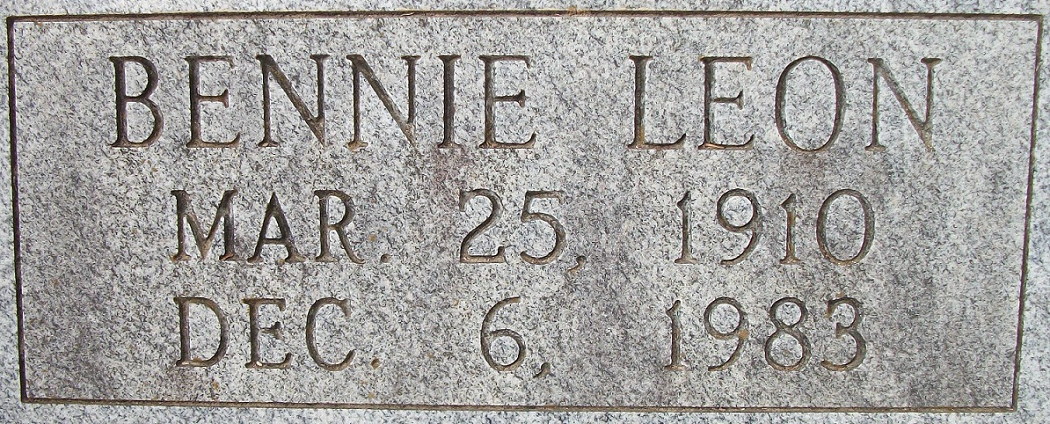 BENNIE LEON
MAR. 25, 1910
DEC. 6, 1983